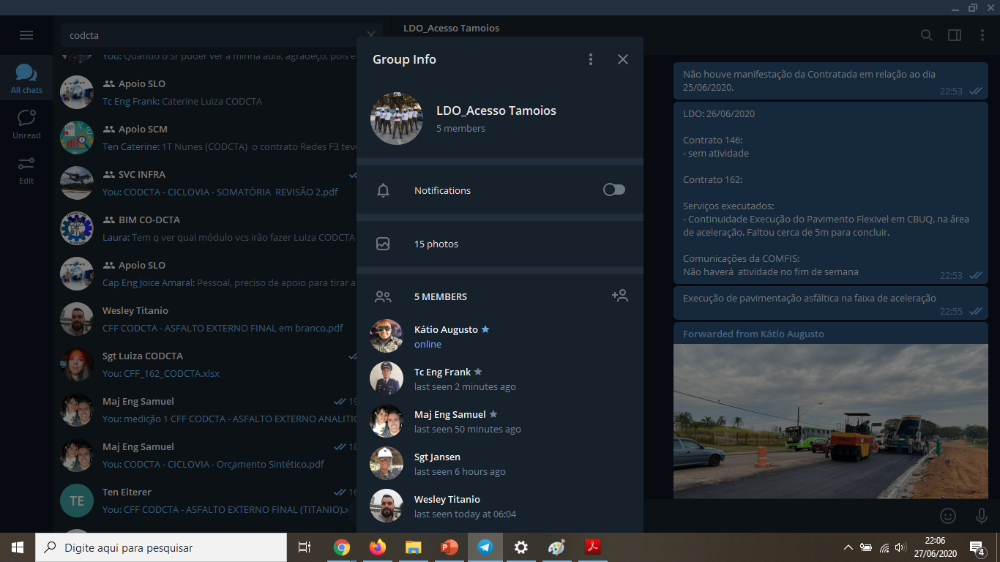 codcta
All chats
Unread
Edit
You: Quando o Sr puder ver a minha aula, agradeço, pois e
Apoio SLO
Tc Eng Frank: Caterine Luiza CODCTA
Apoio SCM
Ten Caterine: 1T Nunes (CODCTA) o contrato Redes F3 teve
SVC INFRA
You: CODCTA - CICLOVIA - SOMATÓRIA REVISÃO 2.pdf
BIM CO-DCTA
Laura: Tem q ver qual módulo vcs irão fazer Luiza CODCTA
Apoio SLO
Cap Eng Joice Amaral: Pessoal, preciso de apoio para tirar a
Wesley Titanio
CFF CODCTA - ASFALTO EXTERNO FINAL em branco.pdf
Sgt Luiza CODCTA
You: CFF_162_CODCTA.xlsx
Maj Eng Samuel
19
You: medição 1 CFF CODCTA - ASFALTO EXTERNO ANALITIC
Maj Eng Samuel
18
You: CODCTA - CICLOVIA - Orçamento Sintético.pdf
TE
Ten Eiterer
16
You: CFF CODCTA - ASFALTO EXTERNO FINAL (TITANIO).x
Group Info
LDO_Acesso Tamoios
5 members
Notifications
15 photos
5 MEMBERS
Kátio Augusto
online
Tc Eng Frank
last seen 2 minutes ago
Maj Eng Samuel
last seen 50 minutes ago
Sgt Jansen
last seen 6 hours ago
Wesley Titanio
last seen today at 06:04
LDO_Acesso Tamoios
Não houve manifestação da Contratada em relação ao dia
25/06/2020.
22:53
LDO: 26/06/2020
Contrato 146:
- sem atividade
Contrato 162:
Serviços executados:
- Continuidade Execução do Pavimento Flexivel em CBUQ, na área
de aceleração. Faltou cerca de 5m para concluir.
Comunicações da COMFIS:
Não haverá atividade no fim de semana
22:53
Execução de pavimentação asfáltica na faixa de aceleração
22:55
Forwarded from Kátio Augusto
Digite aqui para pesquisar
22:06
27/06/2020
4